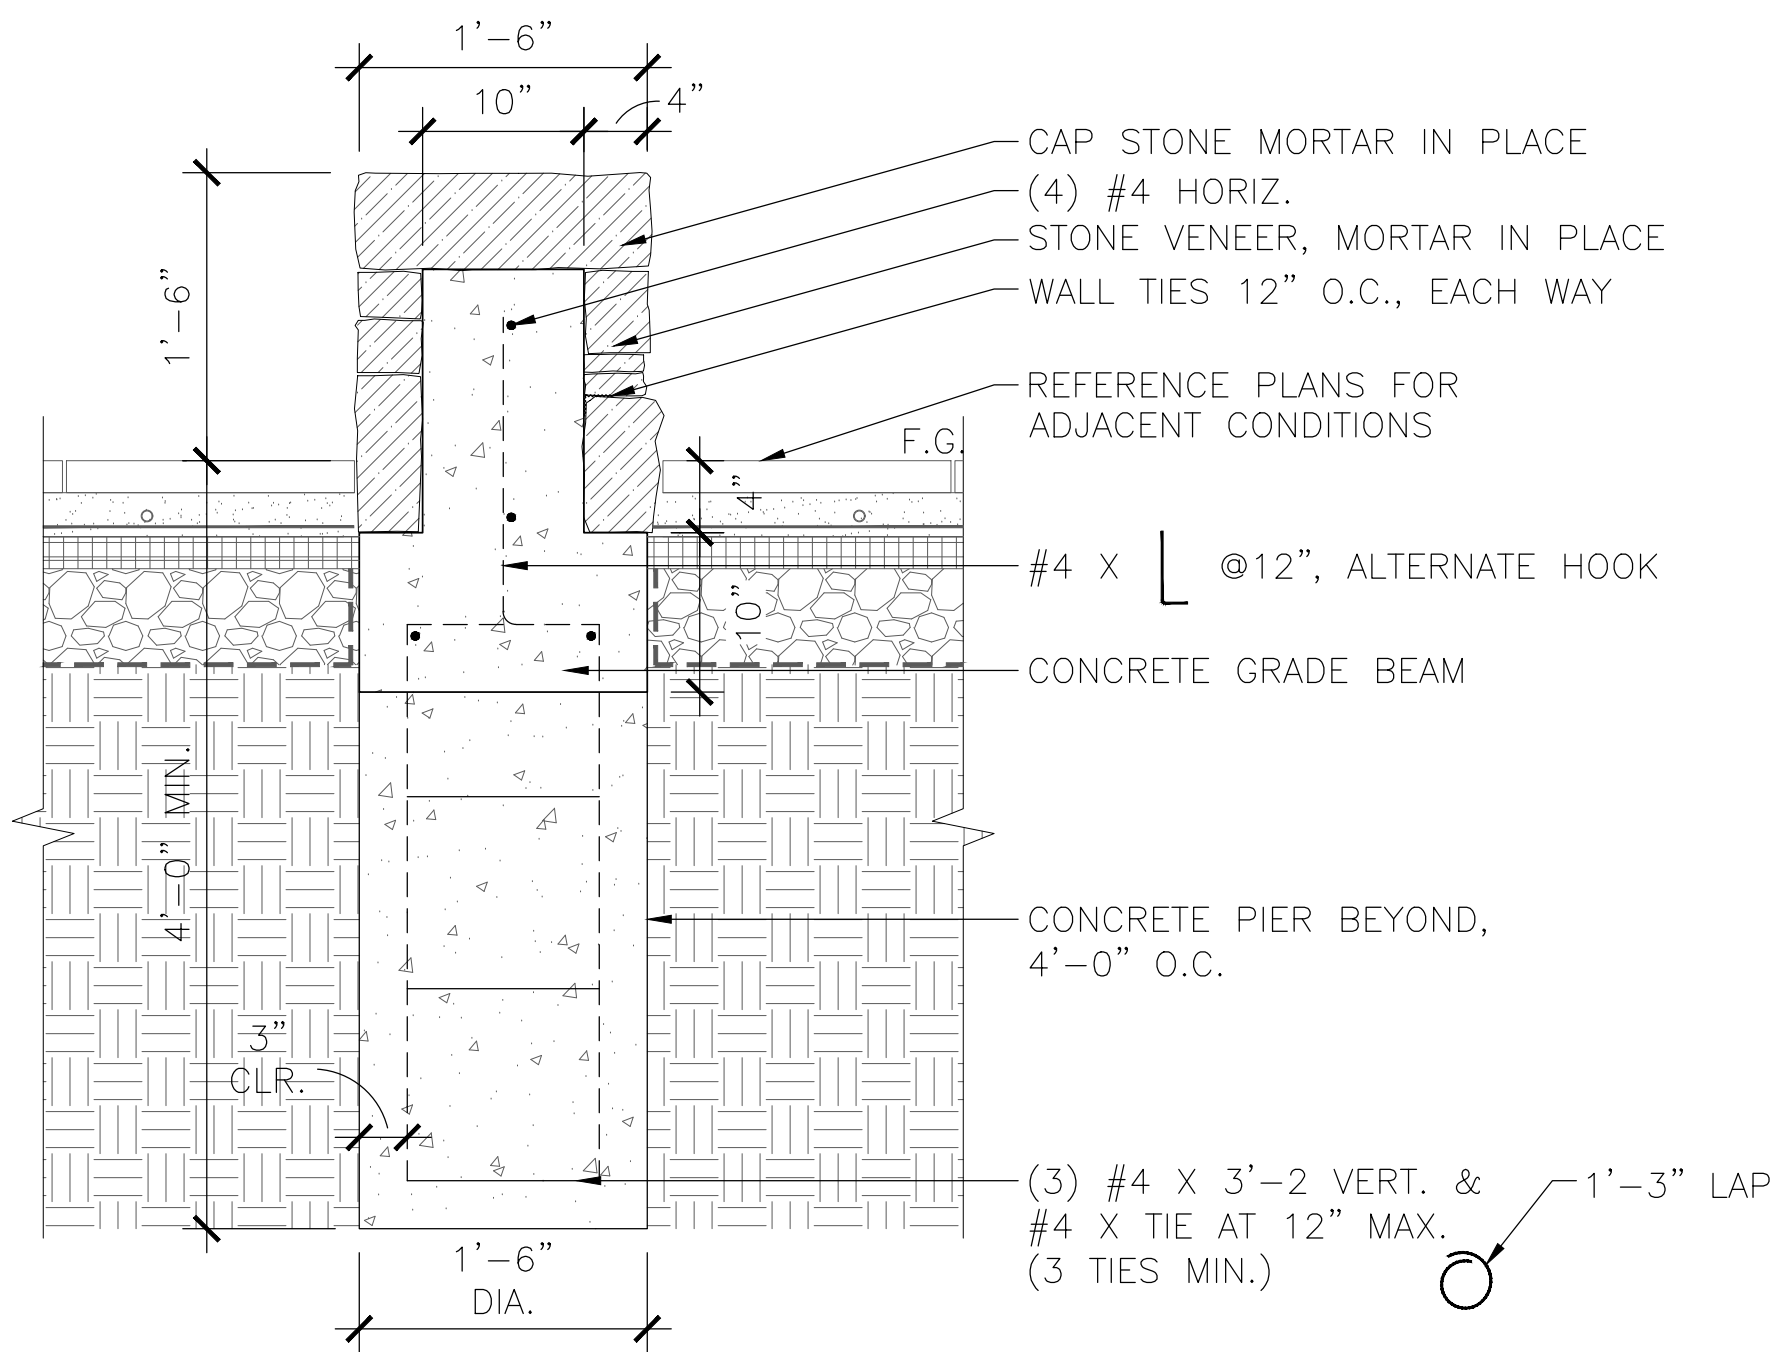 1'-6"
10"
4"
CAP STONE MORTAR IN PLACE
(4) #4 HORIZ.
STONE VENEER, MORTAR IN PLACE
WALL TIES 12" O.C., EACH WAY
1'-6"
REFERENCE PLANS FOR
ADJACENT CONDITIONS
F.G.
4"
#4 X @12", ALTERNATE HOOK
10"
CONCRETE GRADE BEAM
4'-0" MIN.
CONCRETE PIER BEYOND,
4'-0" O.C.
3"
CLR.
(3) #4 X 3'-2 VERT. &
#4 X TIE AT 12" MAX.
(3 TIES MIN.)
1'-3" LAP
1'-6"
DIA.